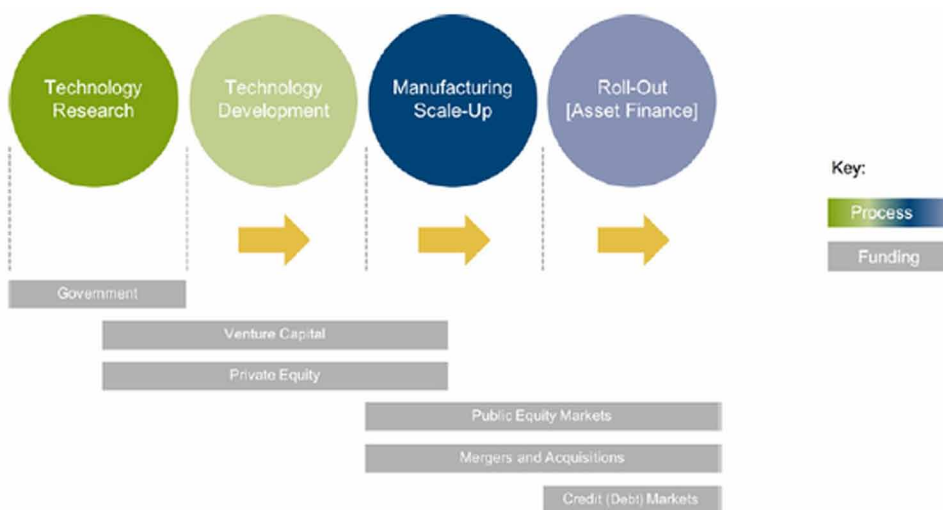 Technology
Research
Technology
Development
Manufacturing
Scale-Up
Roll-Out
[Asset Finance]
Key:
Process
Funding
Government
Venture Capital
Private Equity
Public Equity Markets
Mergers and Acquisitions
Credit (Debt) Markets